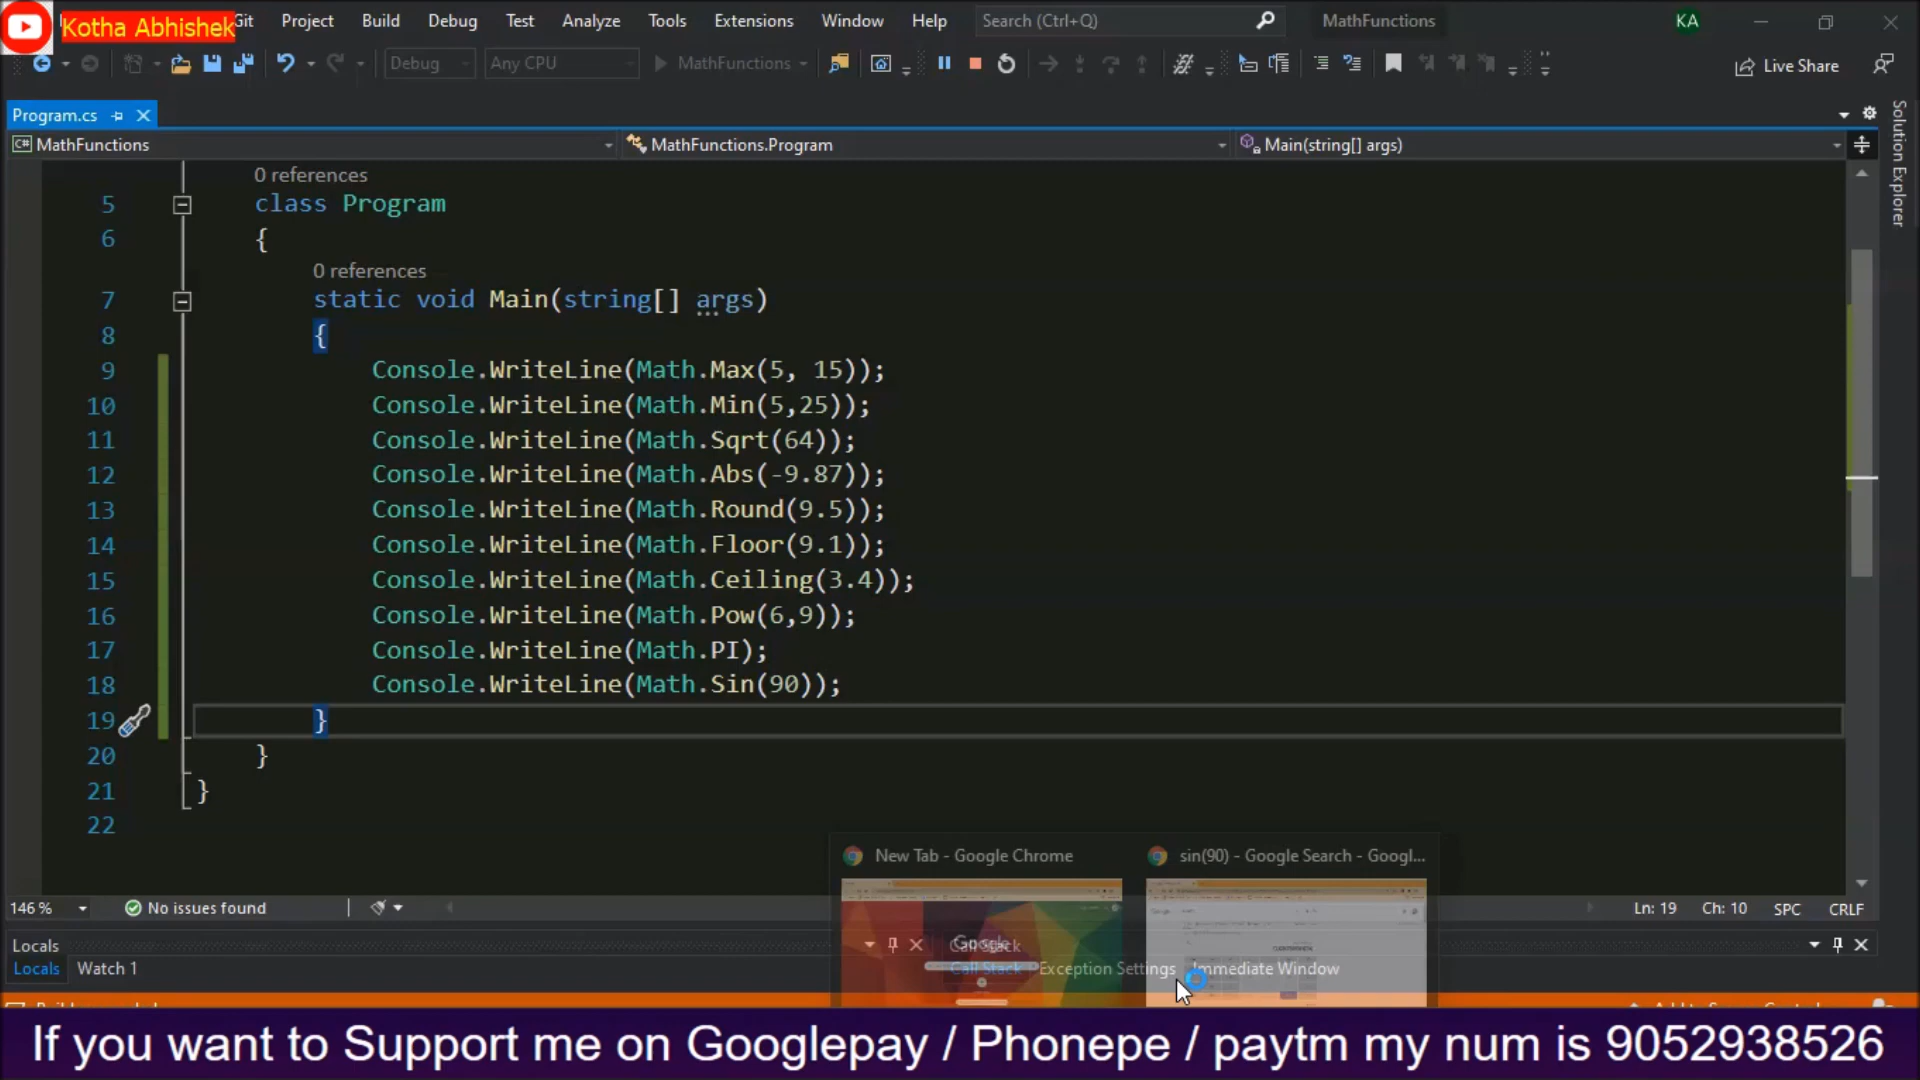 Kotha Abhishek
Git Project Build Debug Test Analyze Tools Extensions Window Help Search (Ctrl+Q) MathFunctions KA
Debug Any CPU MathFunctions Live Share
Program.cs
Solution Explorer
C# MathFunctions MathFunctions.Program Main(string[] args)
0 references
5 class Program
6 {
0 references
7 static void Main(string[] args)
8 {
9 Console.WriteLine(Math.Max(5, 15));
10 Console.WriteLine(Math.Min(5,25));
11 Console.WriteLine(Math.Sqrt(64));
12 Console.WriteLine(Math.Abs(-9.87));
13 Console.WriteLine(Math.Round(9.5));
14 Console.WriteLine(Math.Floor(9.1));
15 Console.WriteLine(Math.Ceiling(3.4));
16 Console.WriteLine(Math.Pow(6,9));
17 Console.WriteLine(Math.PI);
18 Console.WriteLine(Math.Sin(90));
19 }
20 }
21 }
22
New Tab - Google Chrome sin(90) - Google Search - Googl...
146 % No issues found Ln: 19 Ch: 10 SPC CRLF
Locals Call Stack
Google
Locals Watch 1 Call Stack Exception Settings Immediate Window
If you want to Support me on Googlepay / Phonepe / paytm my num is 9052938526